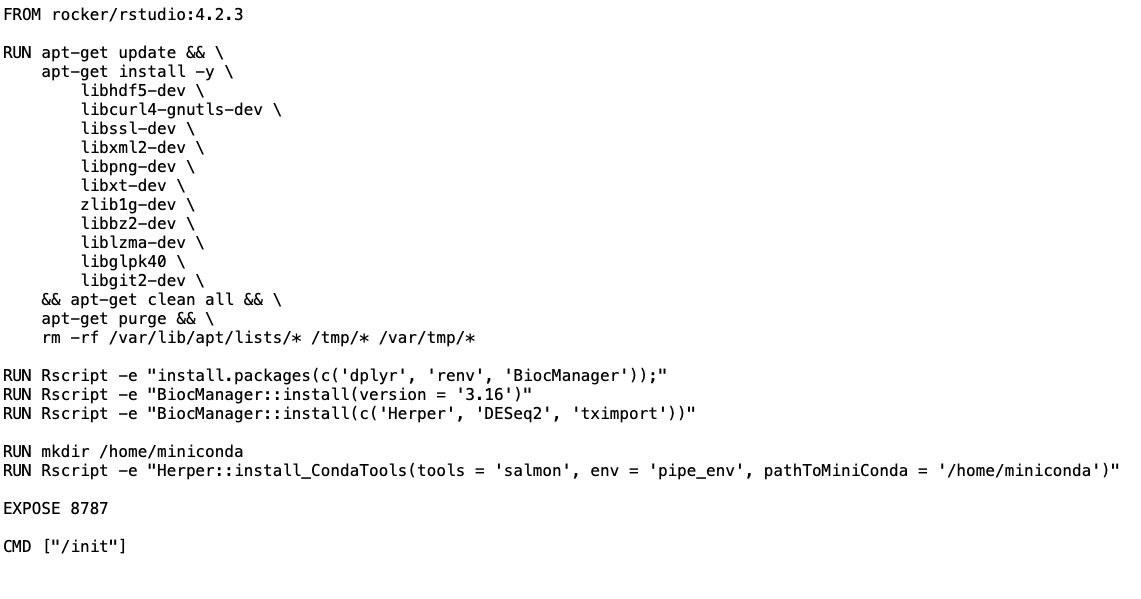 FROM rocker/rstudio:4.2.3

RUN apt-get update && \
    apt-get install -y \
        libhdf5-dev \
        libcurl4-gnutls-dev \
        libssl-dev \
        libxml2-dev \
        libpng-dev \
        libxt-dev \
        zlib1g-dev \
        libbz2-dev \
        liblzma-dev \
        libglpk40 \
        libgit2-dev \
    && apt-get clean all && \
    apt-get purge && \
    rm -rf /var/lib/apt/lists/* /tmp/* /var/tmp/*

RUN Rscript -e "install.packages(c('dplyr', 'renv', 'BiocManager'));"
RUN Rscript -e "BiocManager::install(version = '3.16')"
RUN Rscript -e "BiocManager::install(c('Herper', 'DESeq2', 'tximport'))"

RUN mkdir /home/miniconda
RUN Rscript -e "Herper::install_CondaTools(tools = 'salmon', env = 'pipe_env', pathToMiniConda = '/home/miniconda')"

EXPOSE 8787

CMD ["/init"]